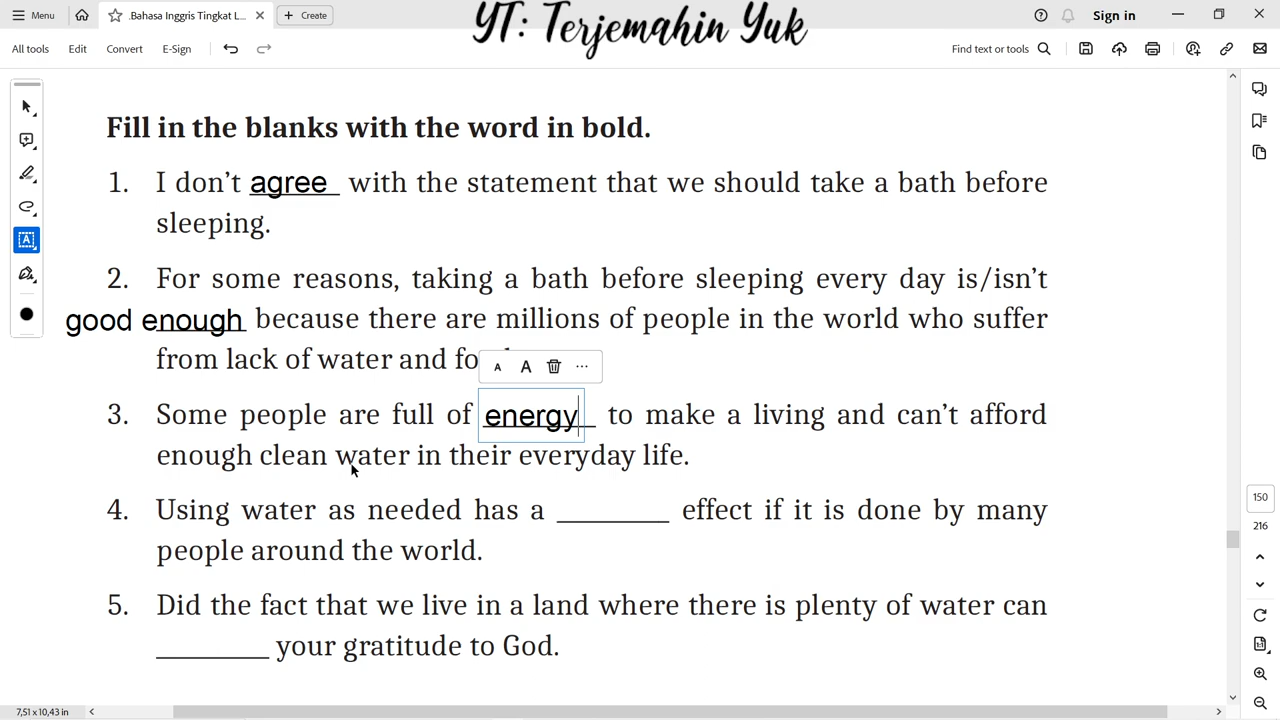 Menu
.Bahasa Inggris Tingkat L...
Create
YT: Terjemahin Yuk
Sign in
All tools Edit Convert E-Sign
Find text or tools
Fill in the blanks with the word in bold.
1. I don't agree with the statement that we should take a bath before
sleeping.
2. For some reasons, taking a bath before sleeping every day is/isn't
good enough because there are millions of people in the world who suffer
from lack of water and fo
A A ...
3. Some people are full of energy to make a living and can't afford
enough clean water in their everyday life.
4. Using water as needed has a ________ effect if it is done by many
people around the world.
5. Did the fact that we live in a land where there is plenty of water can
________ your gratitude to God.
150
216
7,51 x 10,43 in